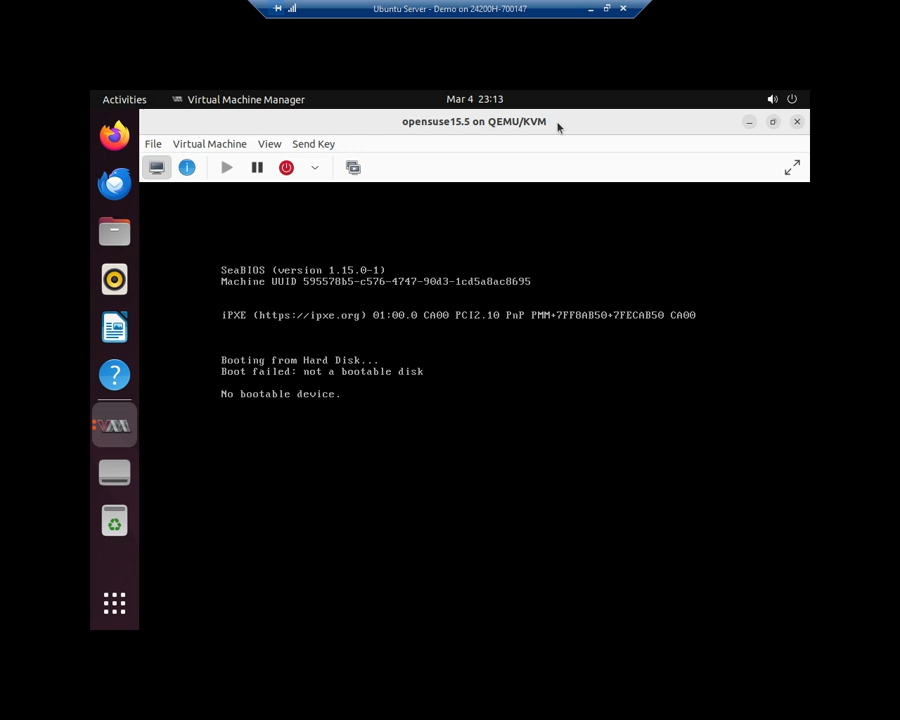 Ubuntu Server - Demo on 24200H-700147
Activities
Virtual Machine Manager
Mar 4 23:13
opensuse15.5 on QEMU/KVM
File Virtual Machine View Send Key
SeaBIOS (version 1.15.0-1)
Machine UUID 595578b5-c576-4747-90d3-1cd5a8ac8695
iPXE (https://ipxe.org) 01:00.0 CA00 PCI2.10 PnP PMM+7FF8AB50+7FECAB50 CA00
Booting from Hard Disk...
Boot failed: not a bootable disk
No bootable device.